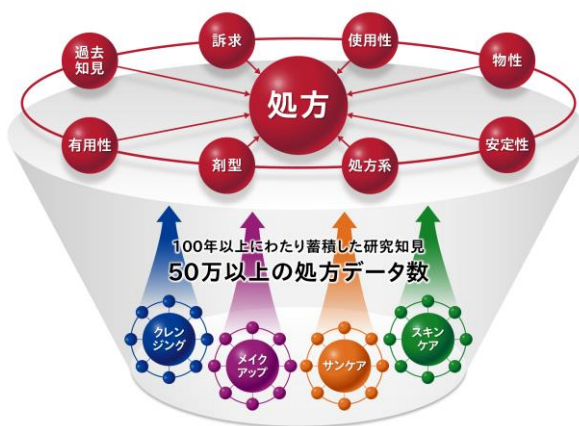 訴求
使用性
過去
知見
物性
処方
有用性
剤型
処方系
安定性
100年以上にわたり蓄積した研究知見
50万以上の処方データ数
クレン
ジング
メイク
アップ
サンケア
スキン
ケア